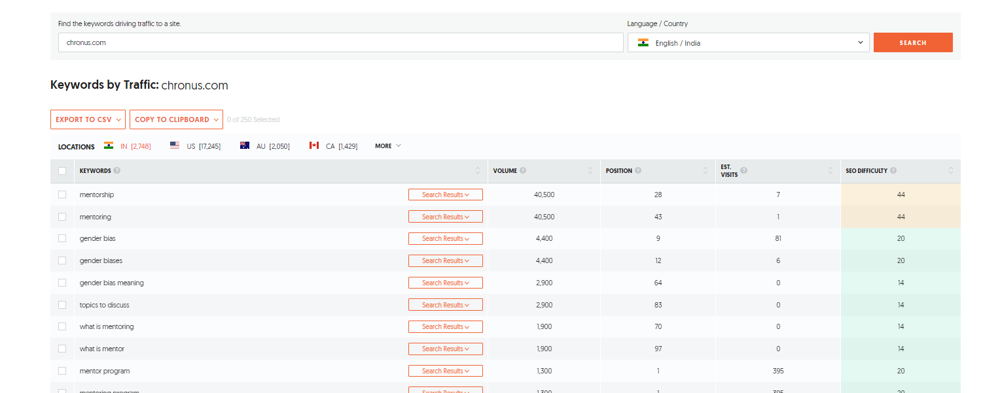 Find the keywords driving traffic to a site.
Language / Country
chronus.com
English / India
SEARCH
Keywords by Traffic: chronus.com
EXPORT TO CSV
COPY TO CLIPBOARD
0 of 250 Selected
LOCATIONS IN [2,748] US [17,245] AU [2,050] CA [1,429] MORE
KEYWORDS ? VOLUME ? POSITION ? EST. VISITS ? SEO DIFFICULTY ?
mentorship Search Results 40,500 28 7 44
mentoring Search Results 40,500 43 1 44
gender bias Search Results 4,400 9 81 20
gender biases Search Results 4,400 12 6 20
gender bias meaning Search Results 2,900 64 0 14
topics to discuss Search Results 2,900 83 0 14
what is mentoring Search Results 1,900 70 0 14
what is mentor Search Results 1,900 97 0 14
mentor program Search Results 1,300 1 395 20
mentoring program Search Results 1,300 1 395 20